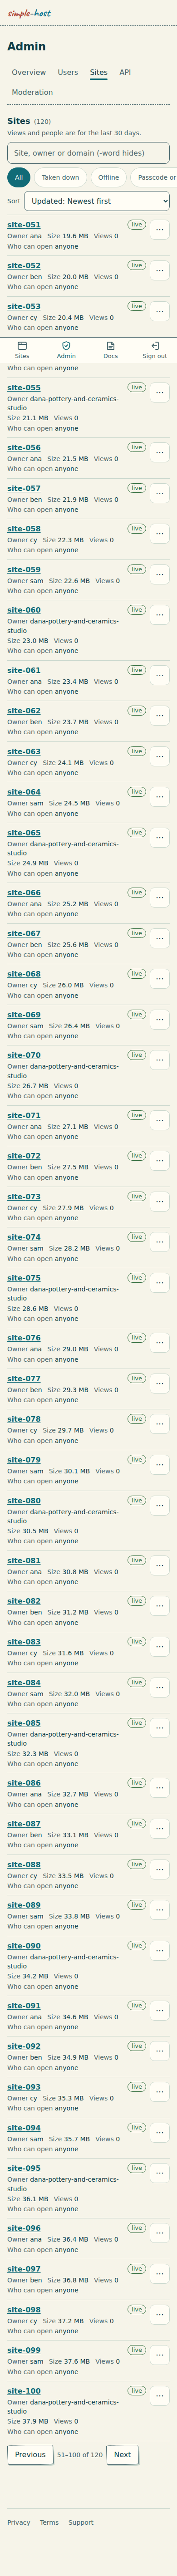 simple-host
Admin
Overview Users Sites API
Moderation
Sites (120)
Views and people are for the last 30 days.
Site, owner or domain (-word hides)
All Taken down Offline Passcode or
Sort Updated: Newest first
site-051 live ...
Owner ana Size 19.6 MB Views 0
Who can open anyone
site-052 live ...
Owner ben Size 20.0 MB Views 0
Who can open anyone
site-053 live ...
Owner cy Size 20.4 MB Views 0
Who can open anyone
Sites Admin Docs Sign out
Who can open anyone
site-055 live ...
Owner dana-pottery-and-ceramics-
studio
Size 21.1 MB Views 0
Who can open anyone
site-056 live ...
Owner ana Size 21.5 MB Views 0
Who can open anyone
site-057 live ...
Owner ben Size 21.9 MB Views 0
Who can open anyone
site-058 live ...
Owner cy Size 22.3 MB Views 0
Who can open anyone
site-059 live ...
Owner sam Size 22.6 MB Views 0
Who can open anyone
site-060 live ...
Owner dana-pottery-and-ceramics-
studio
Size 23.0 MB Views 0
Who can open anyone
site-061 live ...
Owner ana Size 23.4 MB Views 0
Who can open anyone
site-062 live ...
Owner ben Size 23.7 MB Views 0
Who can open anyone
site-063 live ...
Owner cy Size 24.1 MB Views 0
Who can open anyone
site-064 live ...
Owner sam Size 24.5 MB Views 0
Who can open anyone
site-065 live ...
Owner dana-pottery-and-ceramics-
studio
Size 24.9 MB Views 0
Who can open anyone
site-066 live ...
Owner ana Size 25.2 MB Views 0
Who can open anyone
site-067 live ...
Owner ben Size 25.6 MB Views 0
Who can open anyone
site-068 live ...
Owner cy Size 26.0 MB Views 0
Who can open anyone
site-069 live ...
Owner sam Size 26.4 MB Views 0
Who can open anyone
site-070 live ...
Owner dana-pottery-and-ceramics-
studio
Size 26.7 MB Views 0
Who can open anyone
site-071 live ...
Owner ana Size 27.1 MB Views 0
Who can open anyone
site-072 live ...
Owner ben Size 27.5 MB Views 0
Who can open anyone
site-073 live ...
Owner cy Size 27.9 MB Views 0
Who can open anyone
site-074 live ...
Owner sam Size 28.2 MB Views 0
Who can open anyone
site-075 live ...
Owner dana-pottery-and-ceramics-
studio
Size 28.6 MB Views 0
Who can open anyone
site-076 live ...
Owner ana Size 29.0 MB Views 0
Who can open anyone
site-077 live ...
Owner ben Size 29.3 MB Views 0
Who can open anyone
site-078 live ...
Owner cy Size 29.7 MB Views 0
Who can open anyone
site-079 live ...
Owner sam Size 30.1 MB Views 0
Who can open anyone
site-080 live ...
Owner dana-pottery-and-ceramics-
studio
Size 30.5 MB Views 0
Who can open anyone
site-081 live ...
Owner ana Size 30.8 MB Views 0
Who can open anyone
site-082 live ...
Owner ben Size 31.2 MB Views 0
Who can open anyone
site-083 live ...
Owner cy Size 31.6 MB Views 0
Who can open anyone
site-084 live ...
Owner sam Size 32.0 MB Views 0
Who can open anyone
site-085 live ...
Owner dana-pottery-and-ceramics-
studio
Size 32.3 MB Views 0
Who can open anyone
site-086 live ...
Owner ana Size 32.7 MB Views 0
Who can open anyone
site-087 live ...
Owner ben Size 33.1 MB Views 0
Who can open anyone
site-088 live ...
Owner cy Size 33.5 MB Views 0
Who can open anyone
site-089 live ...
Owner sam Size 33.8 MB Views 0
Who can open anyone
site-090 live ...
Owner dana-pottery-and-ceramics-
studio
Size 34.2 MB Views 0
Who can open anyone
site-091 live ...
Owner ana Size 34.6 MB Views 0
Who can open anyone
site-092 live ...
Owner ben Size 34.9 MB Views 0
Who can open anyone
site-093 live ...
Owner cy Size 35.3 MB Views 0
Who can open anyone
site-094 live ...
Owner sam Size 35.7 MB Views 0
Who can open anyone
site-095 live ...
Owner dana-pottery-and-ceramics-
studio
Size 36.1 MB Views 0
Who can open anyone
site-096 live ...
Owner ana Size 36.4 MB Views 0
Who can open anyone
site-097 live ...
Owner ben Size 36.8 MB Views 0
Who can open anyone
site-098 live ...
Owner cy Size 37.2 MB Views 0
Who can open anyone
site-099 live ...
Owner sam Size 37.6 MB Views 0
Who can open anyone
site-100 live ...
Owner dana-pottery-and-ceramics-
studio
Size 37.9 MB Views 0
Who can open anyone
Previous 51–100 of 120 Next
Privacy Terms Support